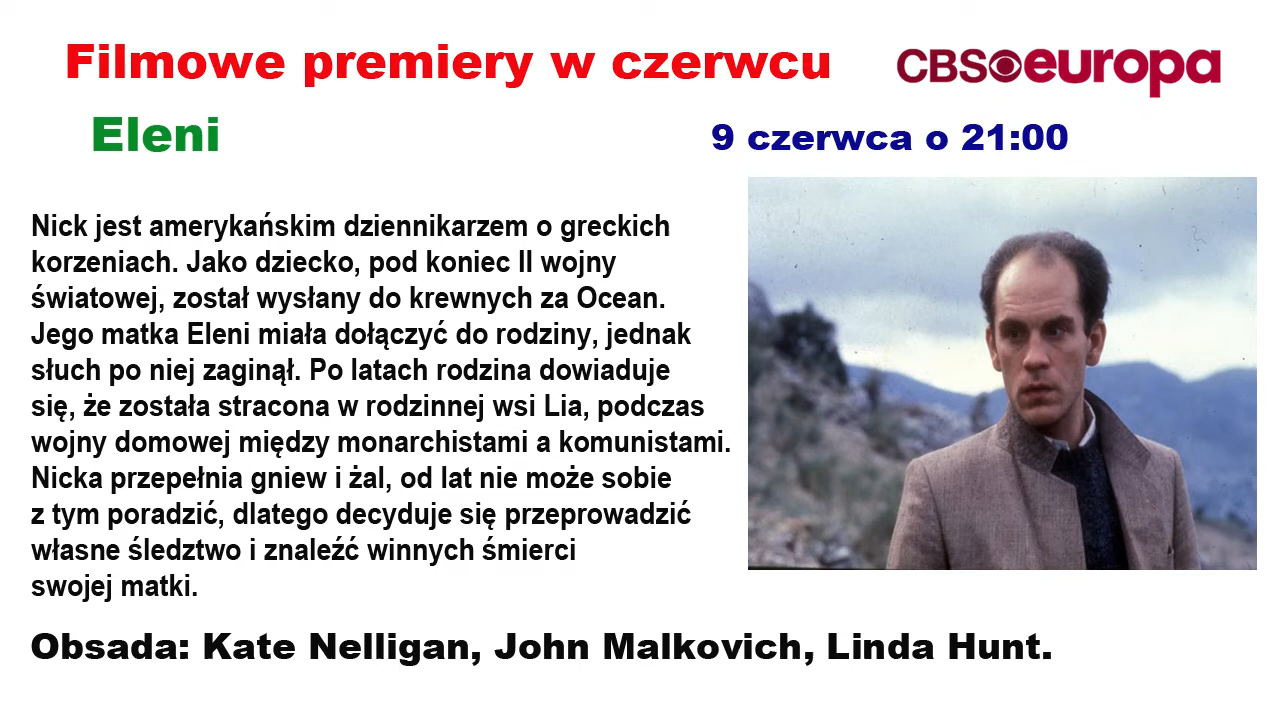 Filmowe premiery w czerwcu
CBS europa
Eleni
9 czerwca o 21:00
Nick jest amerykańskim dziennikarzem o greckich
korzeniach. Jako dziecko, pod koniec II wojny
światowej, został wysłany do krewnych za Ocean.
Jego matka Eleni miała dołączyć do rodziny, jednak
słuch po niej zaginął. Po latach rodzina dowiaduje
się, że została stracona w rodzinnej wsi Lia, podczas
wojny domowej między monarchistami a komunistami.
Nicka przepełnia gniew i żal, od lat nie może sobie
z tym poradzić, dlatego decyduje się przeprowadzić
własne śledztwo i znaleźć winnych śmierci
swojej matki.
Obsada: Kate Nelligan, John Malkovich, Linda Hunt.